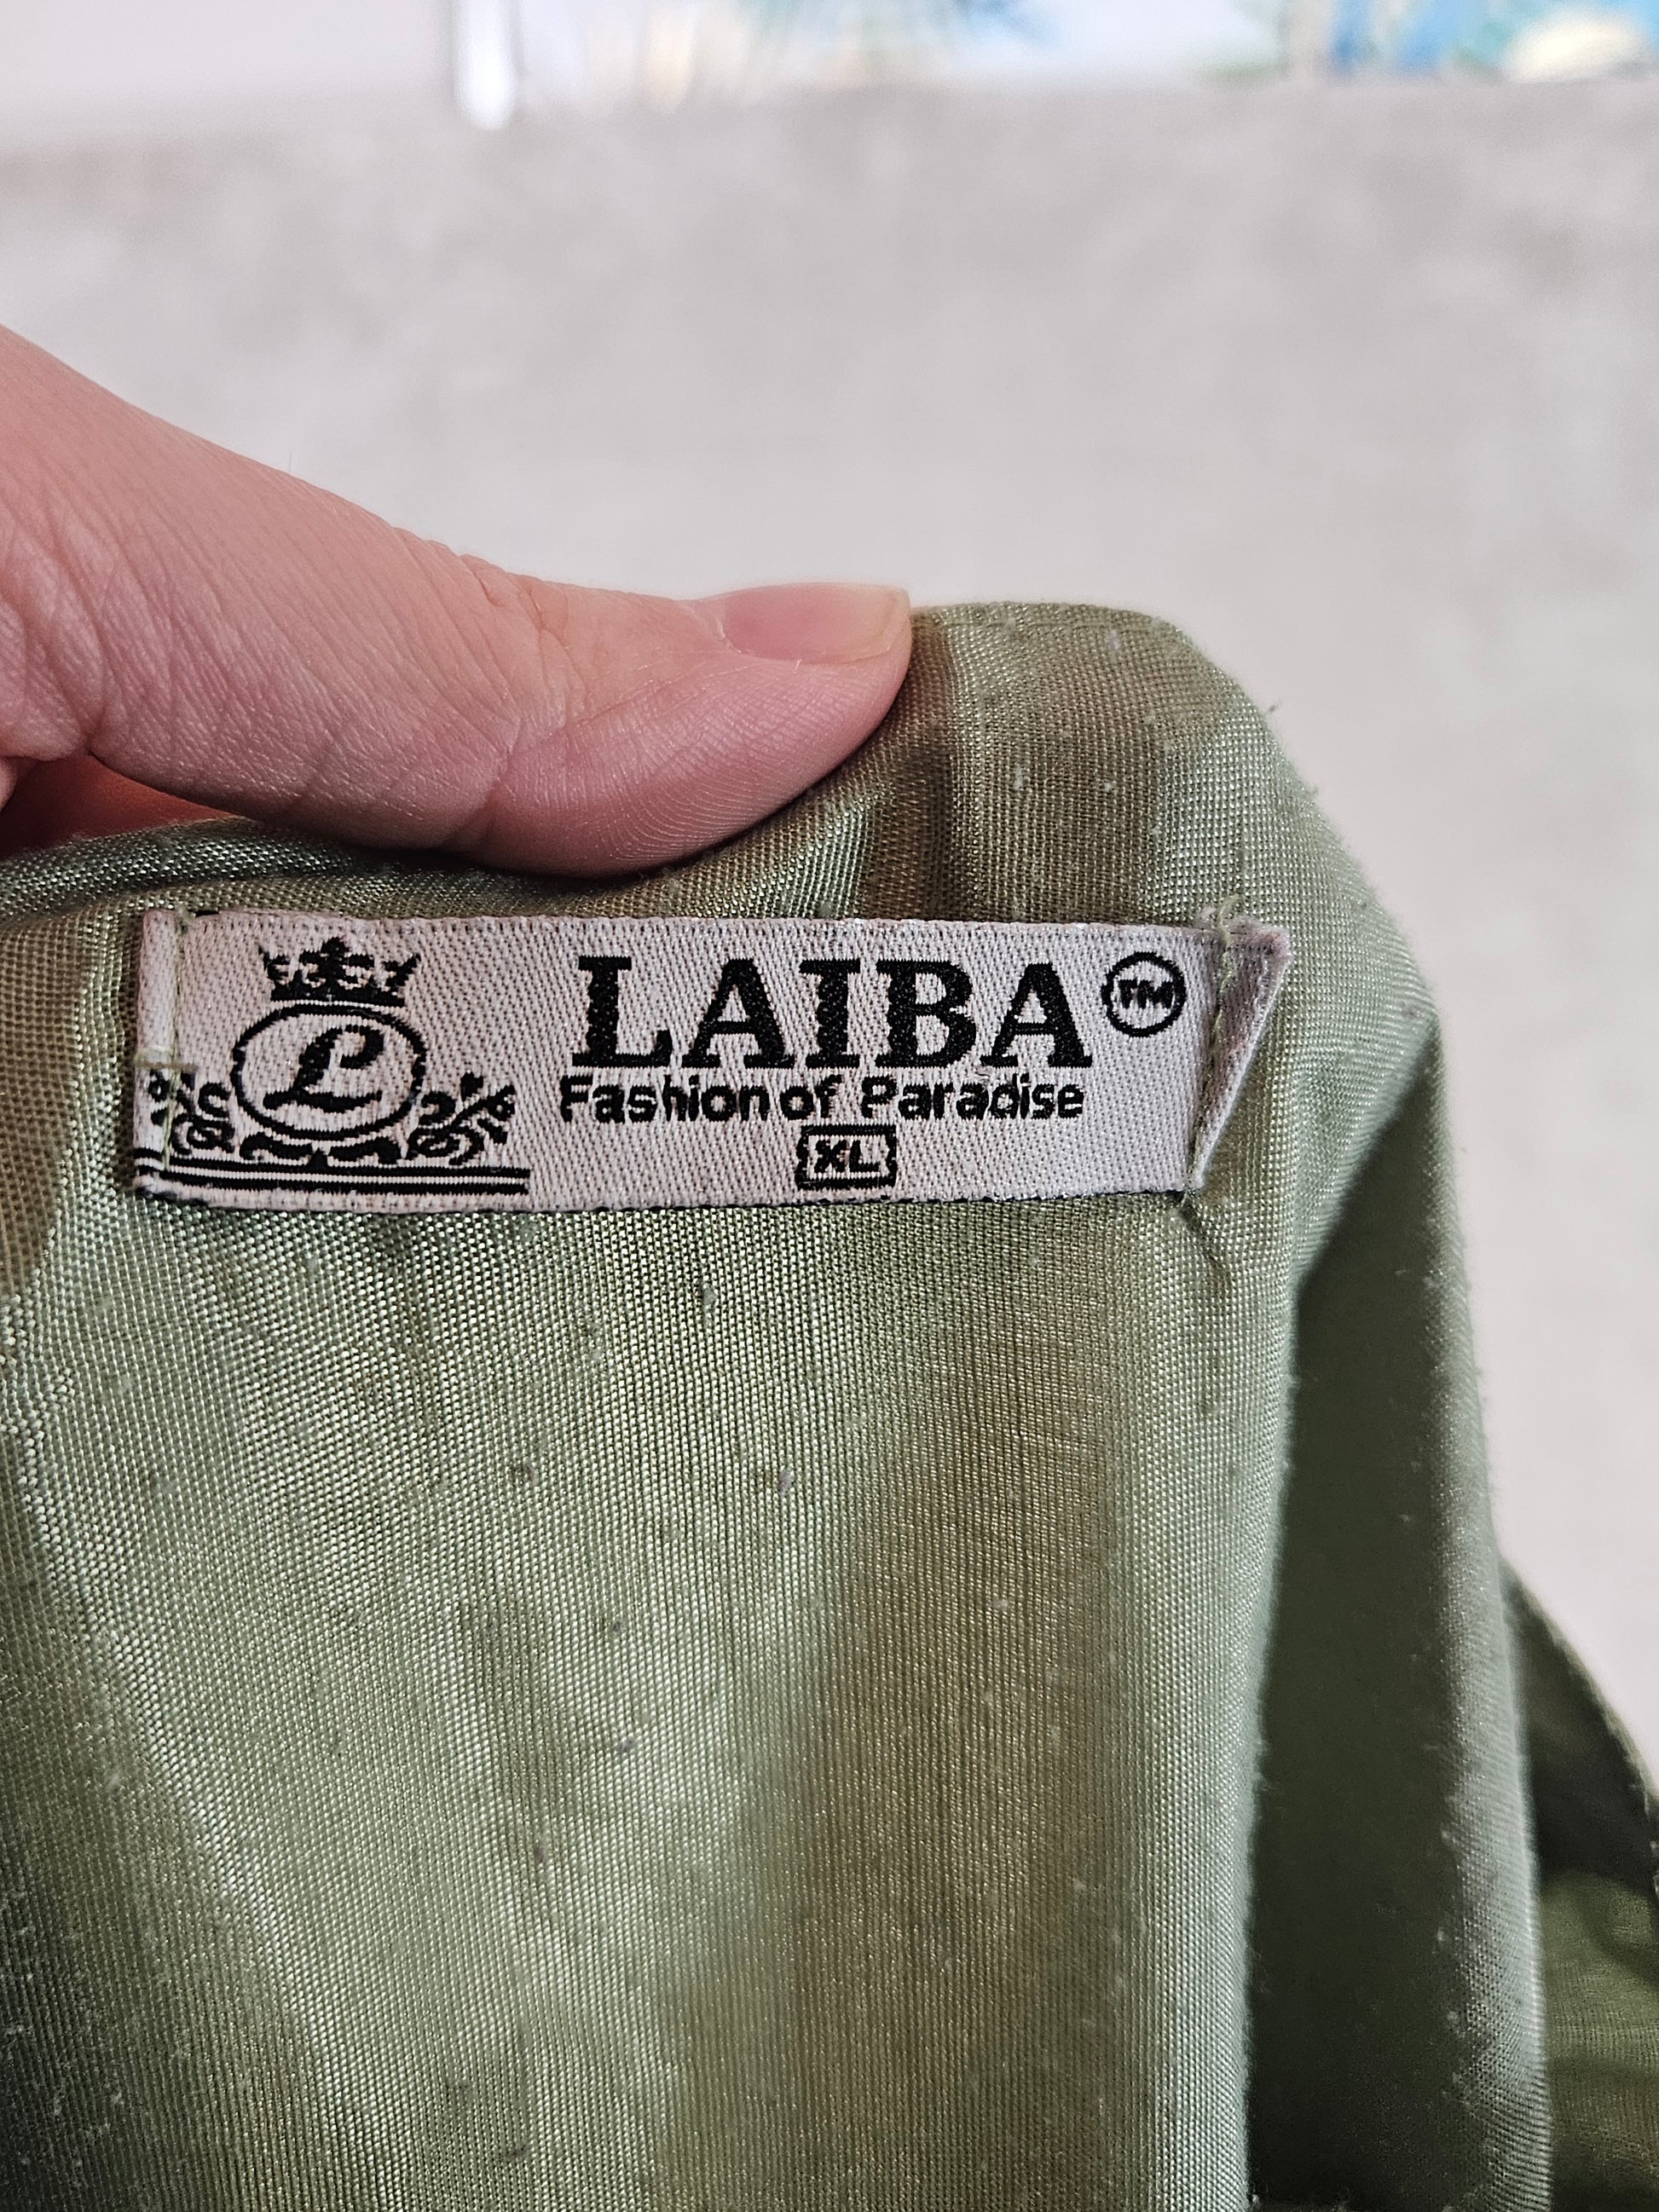 L
LAIBA TM
Fashion of Paradise
XL